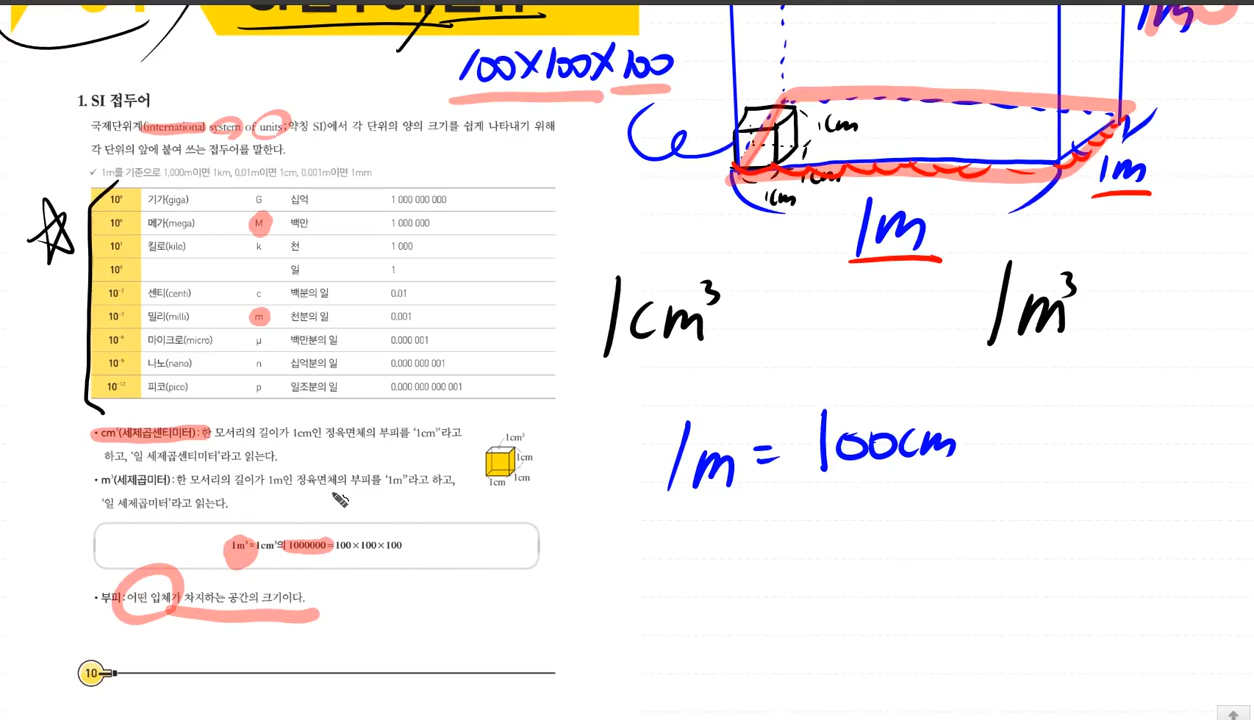 100×100×100
1m
1. SI 접두어
국제단위계(international system of units; 약칭 SI)에서 각 단위의 양의 크기를 쉽게 나타내기 위해
각 단위의 앞에 붙여 쓰는 접두어를 말한다.
✓ 1m를 기준으로 1,000m이면 1km, 0.01m이면 1cm, 0.001m이면 1mm
10⁹ 기가(giga) G 십억 1 000 000 000
10⁶ 메가(mega) M 백만 1 000 000
킬로(kilo) k 천 1 000
10⁰ 일 1
10⁻² 센티(centi) c 백분의 일 0.01
밀리(milli) m 천분의 일 0.001
마이크로(micro) μ 백만분의 일 0.000 001
10⁻⁹ 나노(nano) n 십억분의 일 0.000 000 001
10⁻¹² 피코(pico) p 일조분의 일 0.000 000 000 001
• cm³(세제곱센티미터) : 한 모서리의 길이가 1cm인 정육면체의 부피를 '1cm³'라고
하고, '일 세제곱센티미터'라고 읽는다.
1cm³
1cm
1cm
1cm
• m³(세제곱미터) : 한 모서리의 길이가 1m인 정육면체의 부피를 '1m³'라고 하고,
'일 세제곱미터'라고 읽는다.
1m³=1cm³의 1000000=100×100×100
• 부피 : 어떤 입체가 차지하는 공간의 크기이다.
10
1cm
1cm
1cm
1m
1m
1cm³
1m³
1m = 100cm